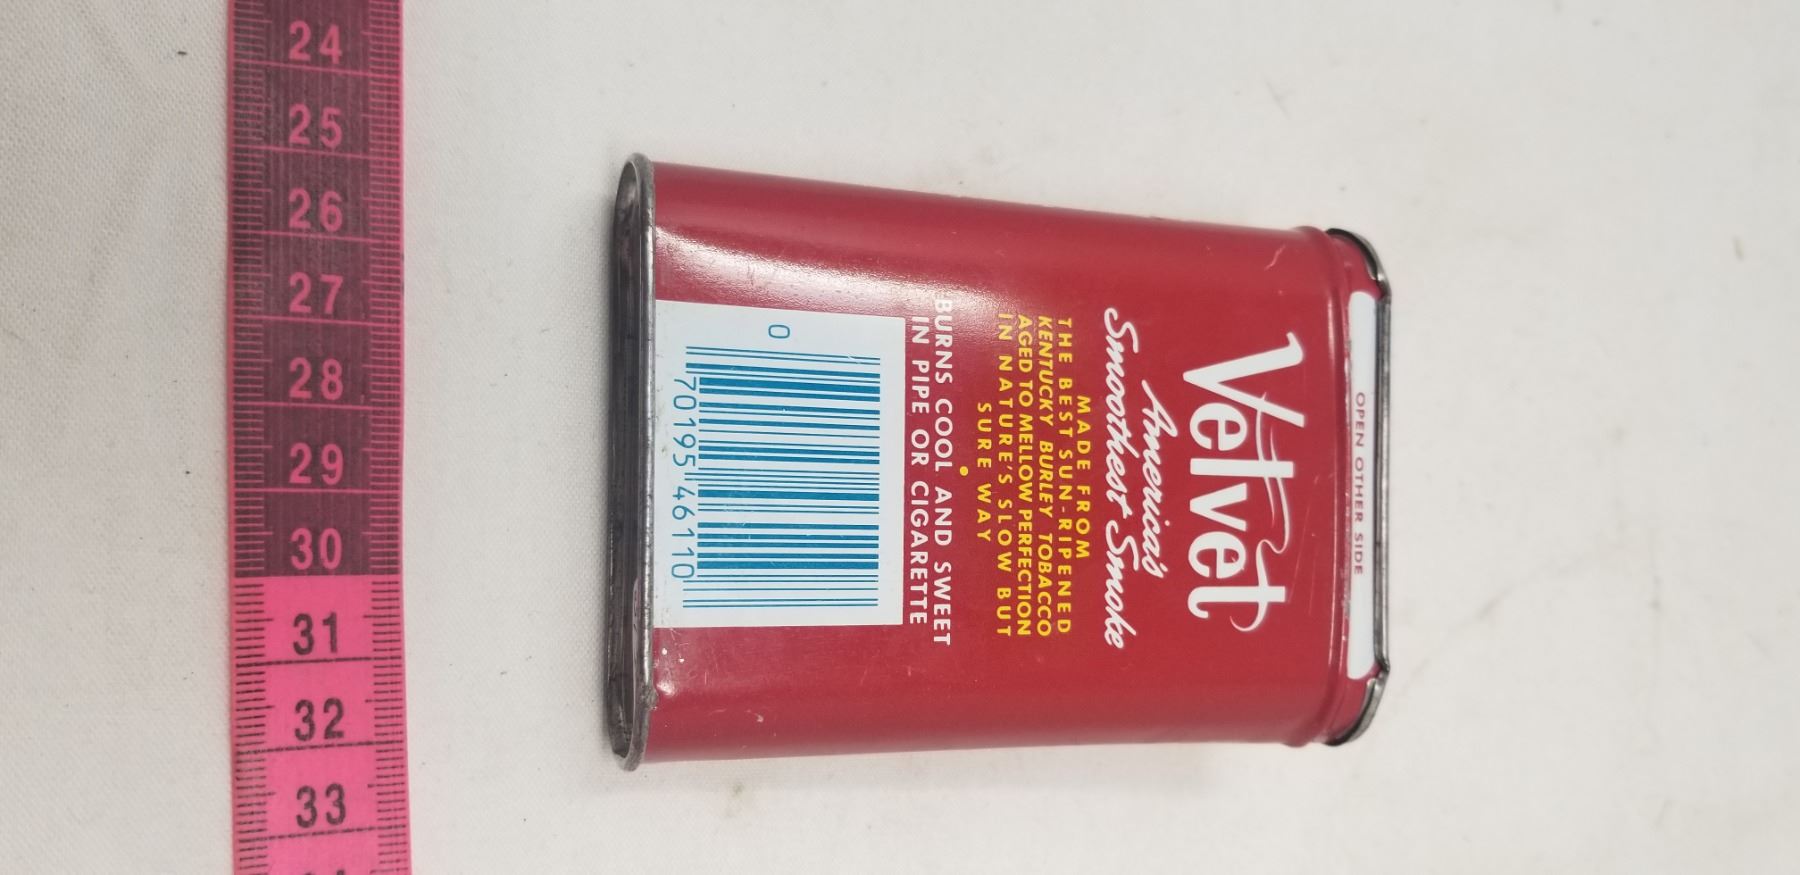 24
25
26
27
28
29
30
31
32
33
OPEN OTHER SIDE
Velvet
America's
Smoothest Smoke
MADE FROM
THE BEST SUN-RIPENED
KENTUCKY BURLEY TOBACCO
AGED TO MELLOW PERFECTION
IN NATURE'S SLOW BUT
SURE WAY
BURNS COOL AND SWEET
IN PIPE OR CIGARETTE
0 70195 46110